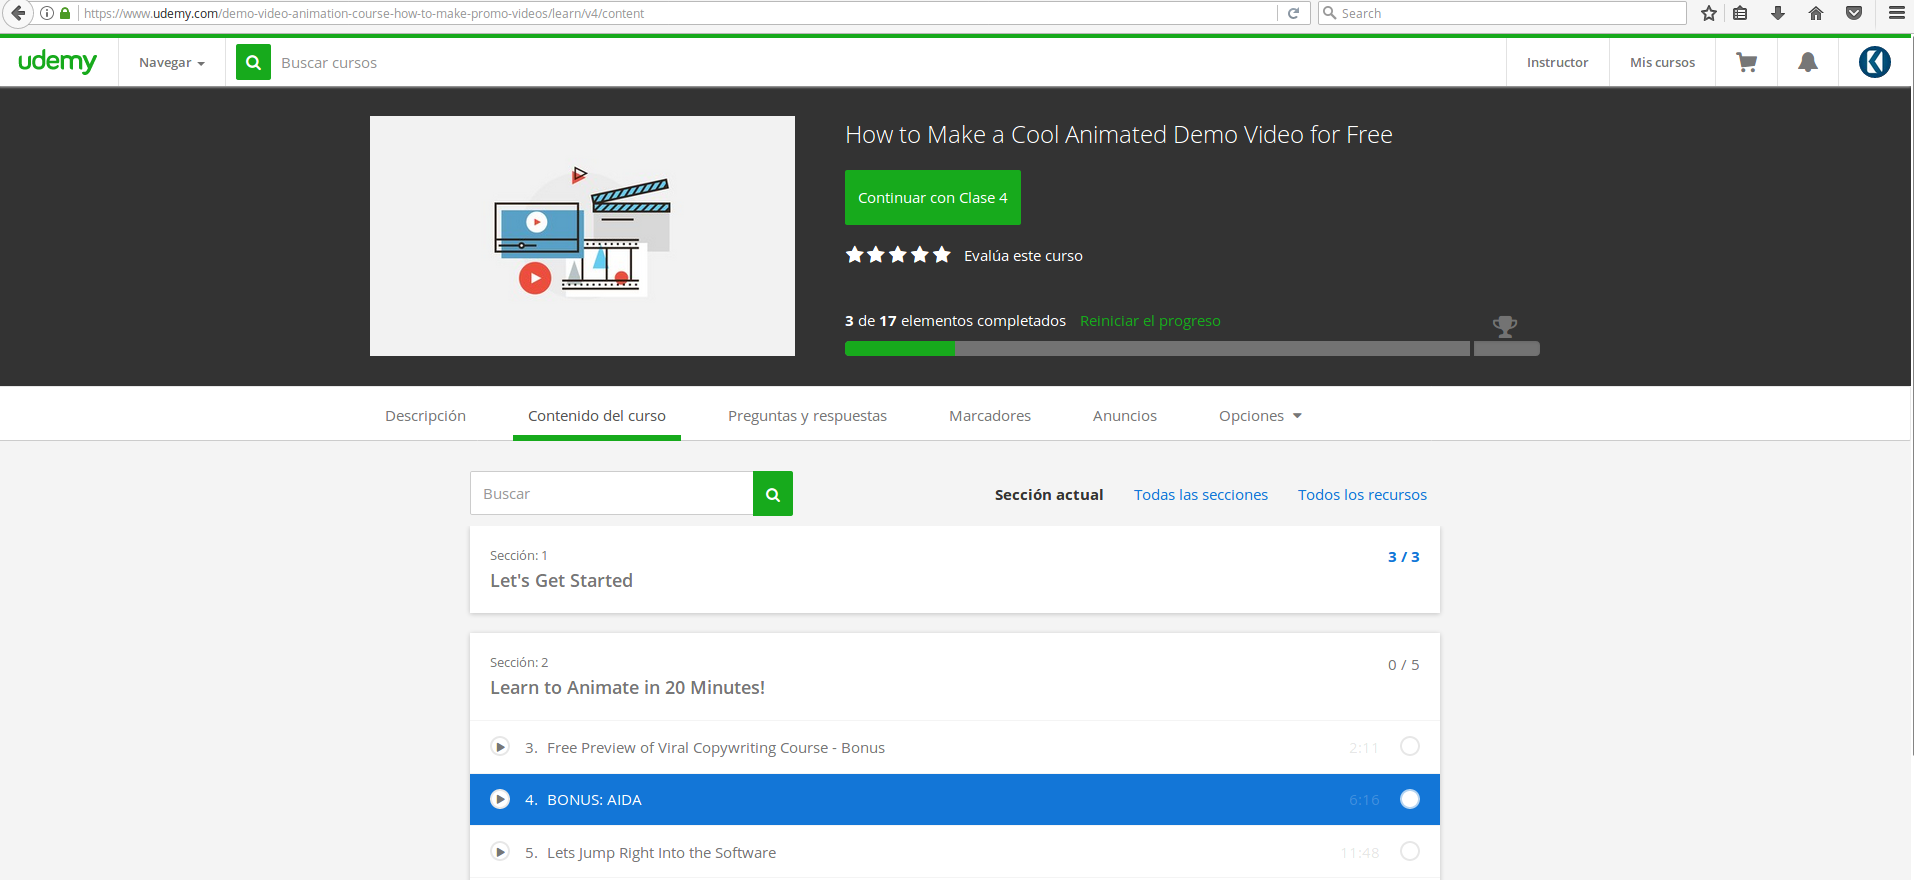 https://www.udemy.com/demo-video-animation-course-how-to-make-promo-videos/learn/v4/content
Search
udemy
Navegar
Buscar cursos
Instructor
Mis cursos
How to Make a Cool Animated Demo Video for Free
Continuar con Clase 4
Evalúa este curso
3 de 17 elementos completados Reiniciar el progreso
Descripción
Contenido del curso
Preguntas y respuestas
Marcadores
Anuncios
Opciones
Buscar
Sección actual
Todas las secciones
Todos los recursos
Sección: 1
3 / 3
Let's Get Started
Sección: 2
0 / 5
Learn to Animate in 20 Minutes!
3. Free Preview of Viral Copywriting Course - Bonus 2:11
4. BONUS: AIDA 6:16
5. Lets Jump Right Into the Software 11:48